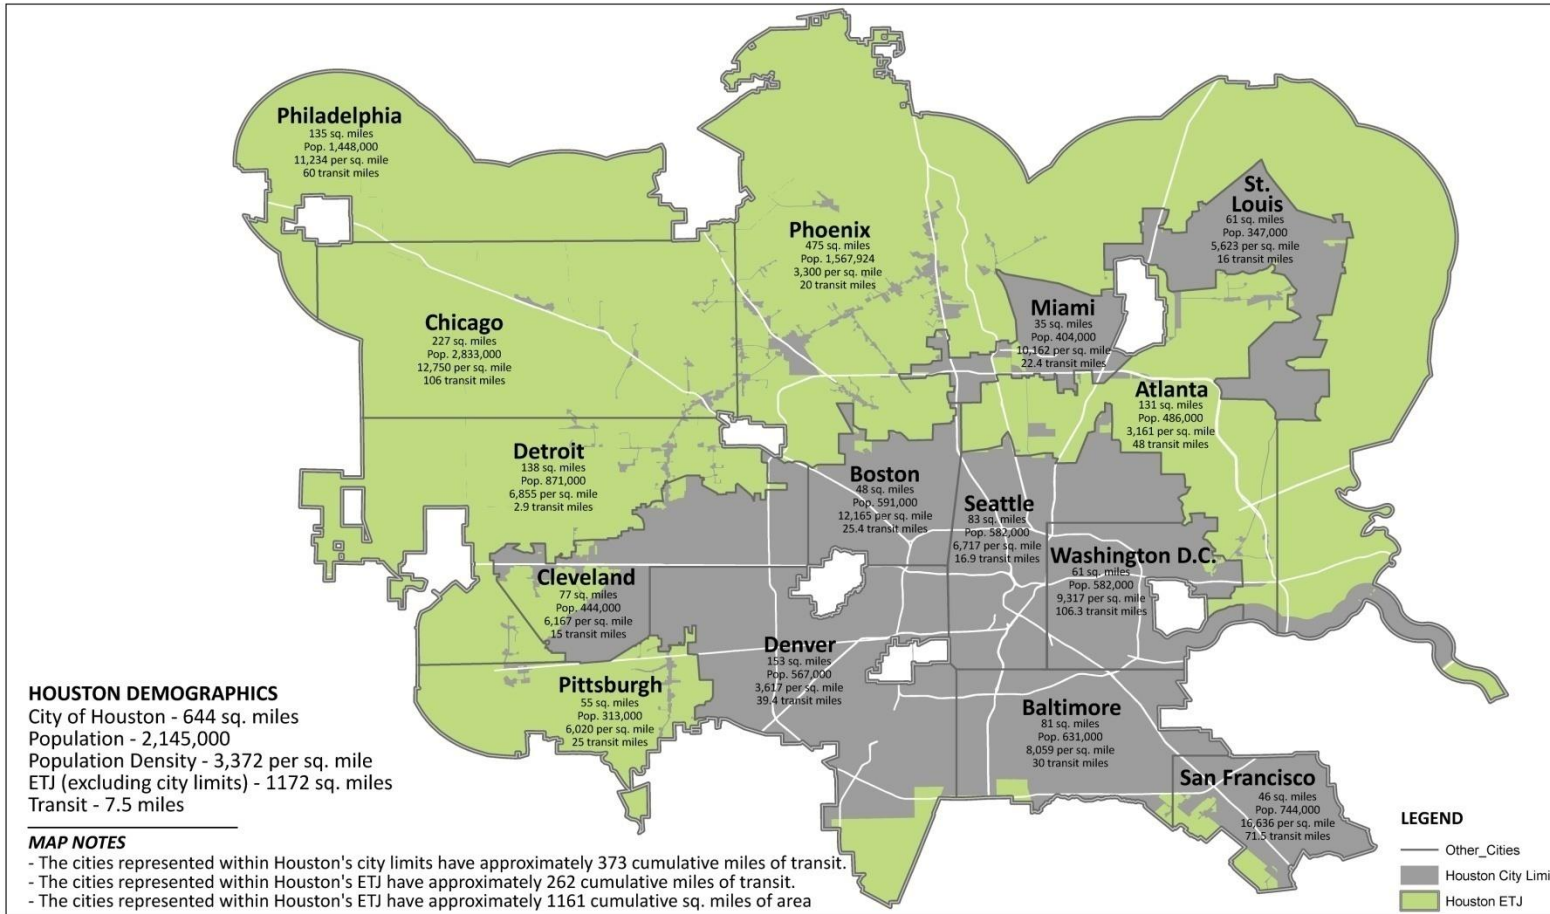 Philadelphia
135 sq. miles
Pop. 1,448,000
11,234 per sq. mile
60 transit miles
St.
Louis
61 sq. miles
Pop. 347,000
5,623 per sq. mile
16 transit miles
Phoenix
475 sq. miles
Pop. 1,567,924
3,300 per sq. mile
20 transit miles
Miami
35 sq. miles
Pop. 404,000
10,162 per sq. mile
22.4 transit miles
Chicago
227 sq. miles
Pop. 2,833,000
12,750 per sq. mile
106 transit miles
Atlanta
131 sq. miles
Pop. 486,000
3,161 per sq. mile
48 transit miles
Detroit
138 sq. miles
Pop. 871,000
6,855 per sq. mile
2.9 transit miles
Boston
48 sq. miles
Pop. 591,000
12,165 per sq. mile
25.4 transit miles
Seattle
83 sq. miles
Pop. 582,000
6,717 per sq. mile
16.9 transit miles
Washington D.C.
61 sq. miles
Pop. 582,000
9,317 per sq. mile
106.3 transit miles
Cleveland
77 sq. miles
Pop. 444,000
6,167 per sq. mile
15 transit miles
Denver
153 sq. miles
Pop. 567,000
3,617 per sq. mile
39.4 transit miles
Pittsburgh
55 sq. miles
Pop. 313,000
6,020 per sq. mile
25 transit miles
Baltimore
81 sq. miles
Pop. 631,000
8,059 per sq. mile
30 transit miles
San Francisco
46 sq. miles
Pop. 744,000
16,636 per sq. mile
71.5 transit miles
HOUSTON DEMOGRAPHICS
City of Houston - 644 sq. miles
Population - 2,145,000
Population Density - 3,372 per sq. mile
ETJ (excluding city limits) - 1172 sq. miles
Transit - 7.5 miles
MAP NOTES
- The cities represented within Houston's city limits have approximately 373 cumulative miles of transit.
- The cities represented within Houston's ETJ have approximately 262 cumulative miles of transit.
- The cities represented within Houston's ETJ have approximately 1161 cumulative sq. miles of area
LEGEND
Other_Cities
Houston City Limi
Houston ETJ